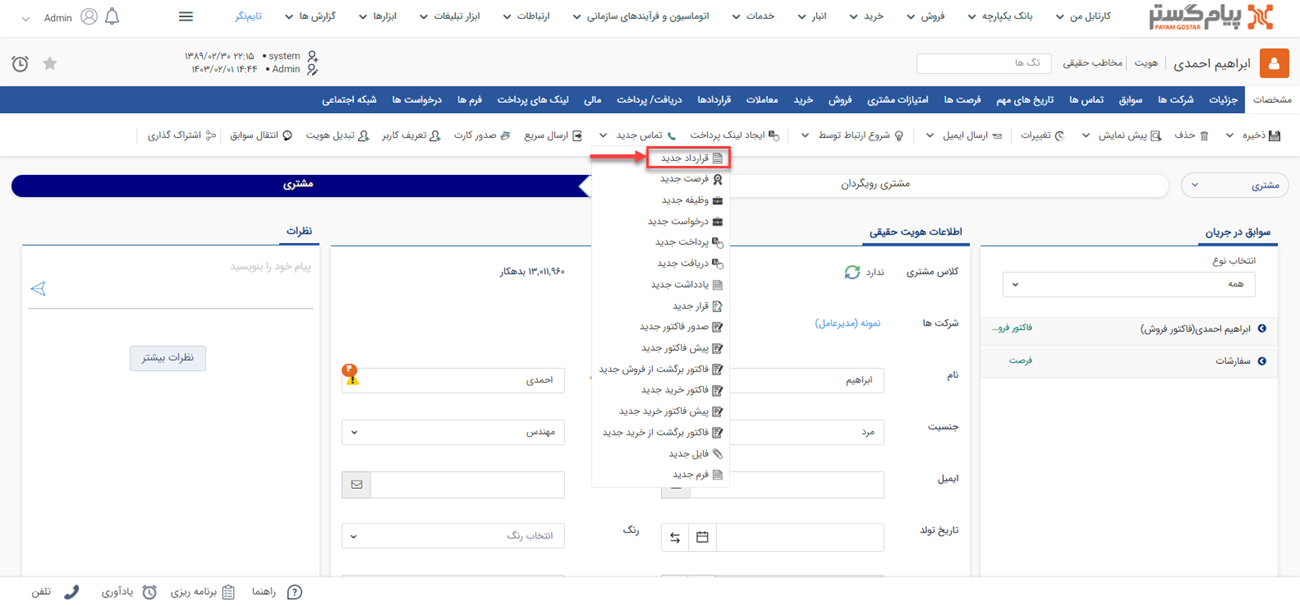 پیام گستر
PAYAM GOSTAR
کارتابل من
بانک یکپارچه
فروش
خرید
انبار
خدمات
اتوماسیون و فرآیندهای سازمانی
ارتباطات
ابزار تبلیغات
ابزارها
گزارش ها
تایم‌نگر
Admin
ابراهیم احمدی
هویت
مخاطب حقیقی
تگ ها
system • ۱۳۸۹/۰۲/۳۰ ۲۲:۱۵
Admin • ۱۴۰۳/۰۲/۰۱ ۱۴:۴۴
مشخصات
جزئیات
شرکت ها
سوابق
تماس ها
تاریخ های مهم
فرصت ها
امتیازات مشتری
فروش
خرید
معاملات
قراردادها
دریافت/ پرداخت
مالی
لینک های پرداخت
فرم ها
درخواست ها
شبکه اجتماعی
ذخیره
حذف
پیش نمایش
تغییرات
ارسال ایمیل
شروع ارتباط توسط
ایجاد لینک پرداخت
تماس جدید
ارسال سریع
صدور کارت
تعریف کاربر
تبدیل هویت
انتقال سوابق
اشتراک گذاری
قرارداد جدید
فرصت جدید
وظیفه جدید
درخواست جدید
پرداخت جدید
دریافت جدید
یادداشت جدید
قرار جدید
صدور فاکتور جدید
پیش فاکتور جدید
فاکتور برگشت از فروش جدید
فاکتور خرید جدید
پیش فاکتور خرید جدید
فاکتور برگشت از خرید جدید
فایل جدید
فرم جدید
مشتری
مشتری رویگردان
مشتری
سوابق در جریان
انتخاب نوع
همه
ابراهیم احمدی(فاکتور فروش)
فاکتور فرو...
سفارشات
فرصت
اطلاعات هویت حقیقی
کلاس مشتری
ندارد
۱۳,۰۱۱,۹۶۰ بدهکار
شرکت ها
نمونه (مدیرعامل)
نام
ابراهیم
احمدی
جنسیت
مرد
مهندس
ایمیل
تاریخ تولد
رنگ
انتخاب رنگ
نظرات
پیام خود را بنویسید
نظرات بیشتر
راهنما
برنامه ریزی
یادآوری
تلفن